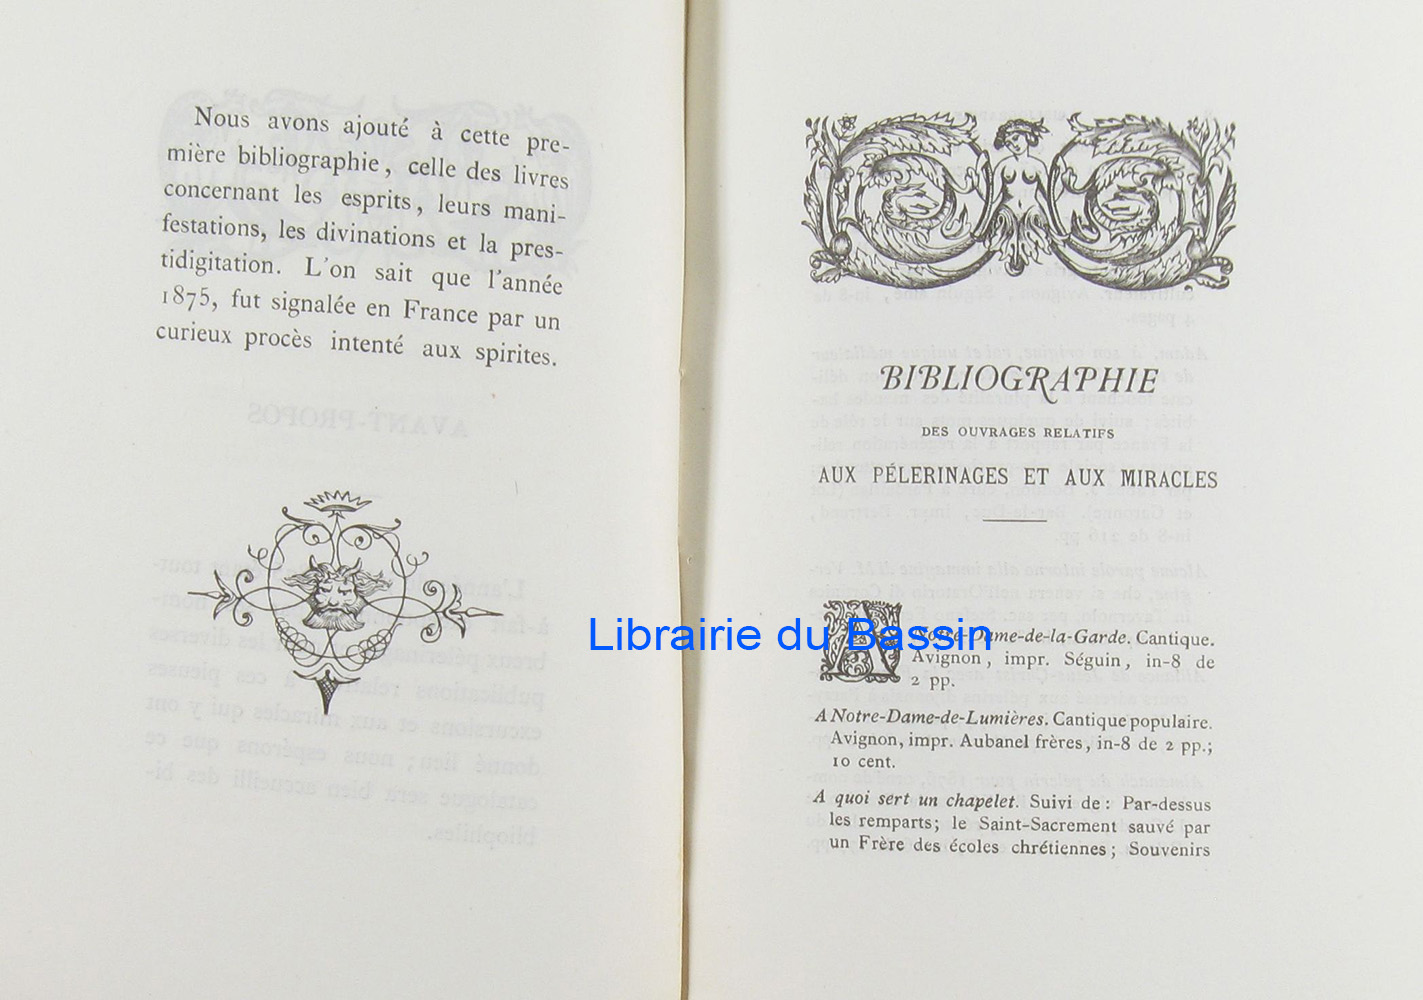 Nous avons ajouté à cette pre-
mière bibliographie, celle des livres
concernant les esprits, leurs mani-
festations, les divinations et la pres-
tidigitation. L'on sait que l'année
1875, fut signalée en France par un
curieux procès intenté aux spirites.
BIBLIOGRAPHIE
DES OUVRAGES RELATIFS
AUX PÉLERINAGES ET AUX MIRACLES
A Notre-Dame-de-la-Garde. Cantique.
Avignon, impr. Séguin, in-8 de
2 pp.
A Notre-Dame-de-Lumières. Cantique populaire.
Avignon, impr. Aubanel frères, in-8 de 2 pp.;
10 cent.
A quoi sert un chapelet. Suivi de : Par-dessus
les remparts; le Saint-Sacrement sauvé par
un Frère des écoles chrétiennes; Souvenirs
Librairie du Bassin